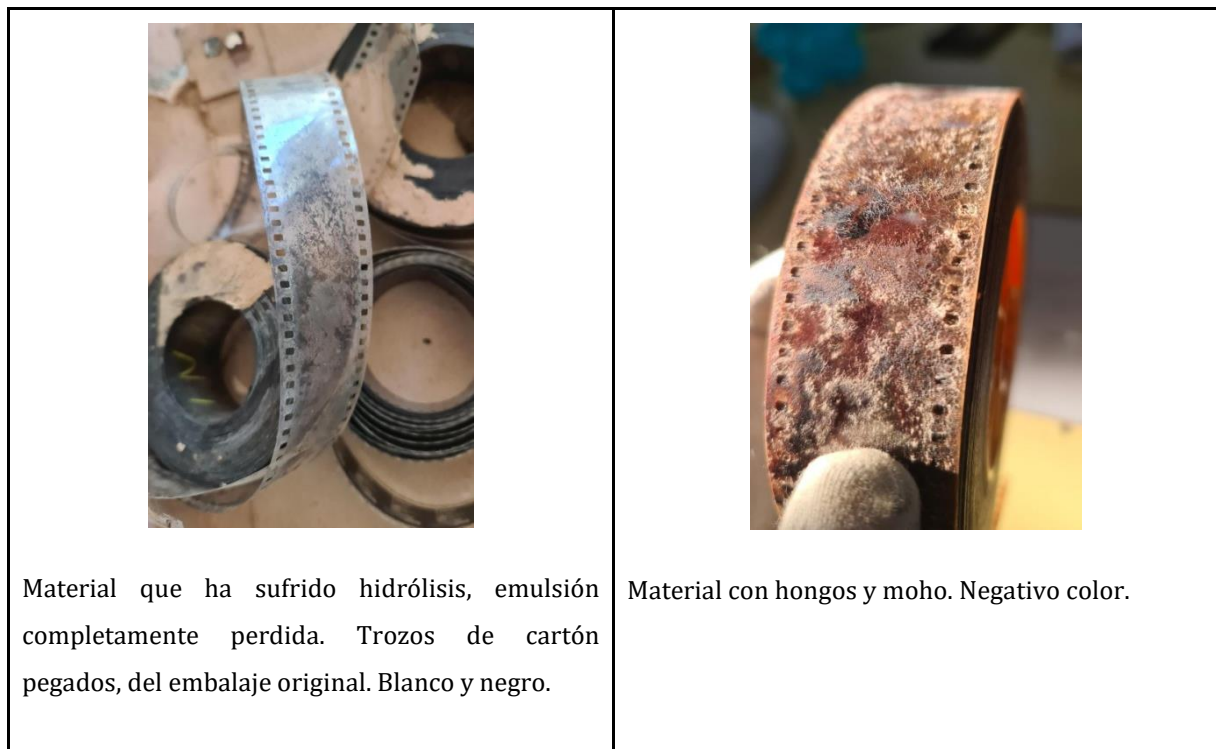 Material que ha sufrido hidrólisis, emulsión
completamente perdida. Trozos de cartón
pegados, del embalaje original. Blanco y negro.
Material con hongos y moho. Negativo color.